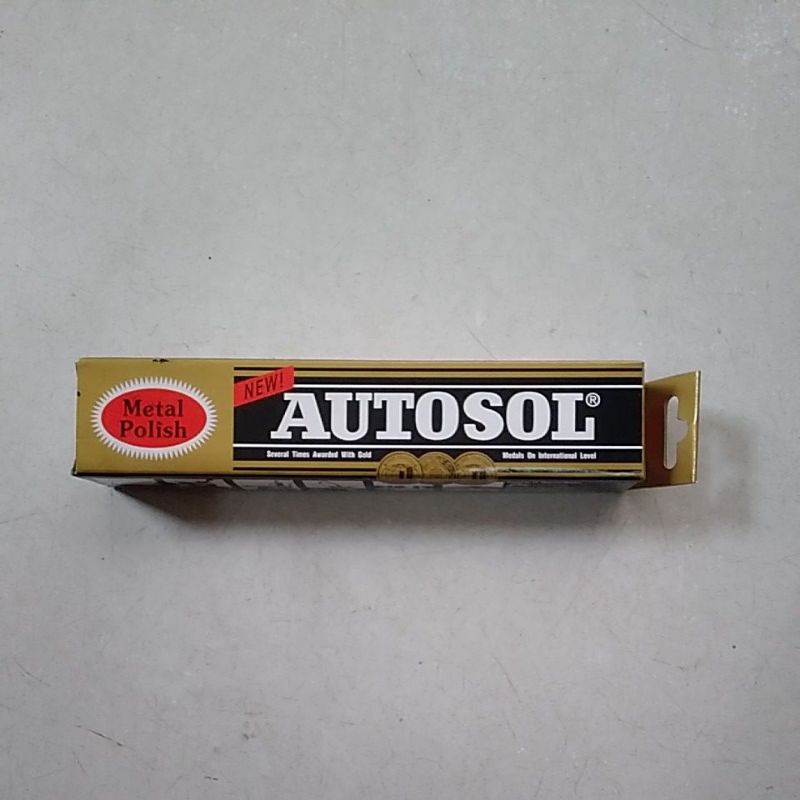 Metal
Polish
NEW!
AUTOSOL®
Several Times Awarded With Gold
Medals On International Level